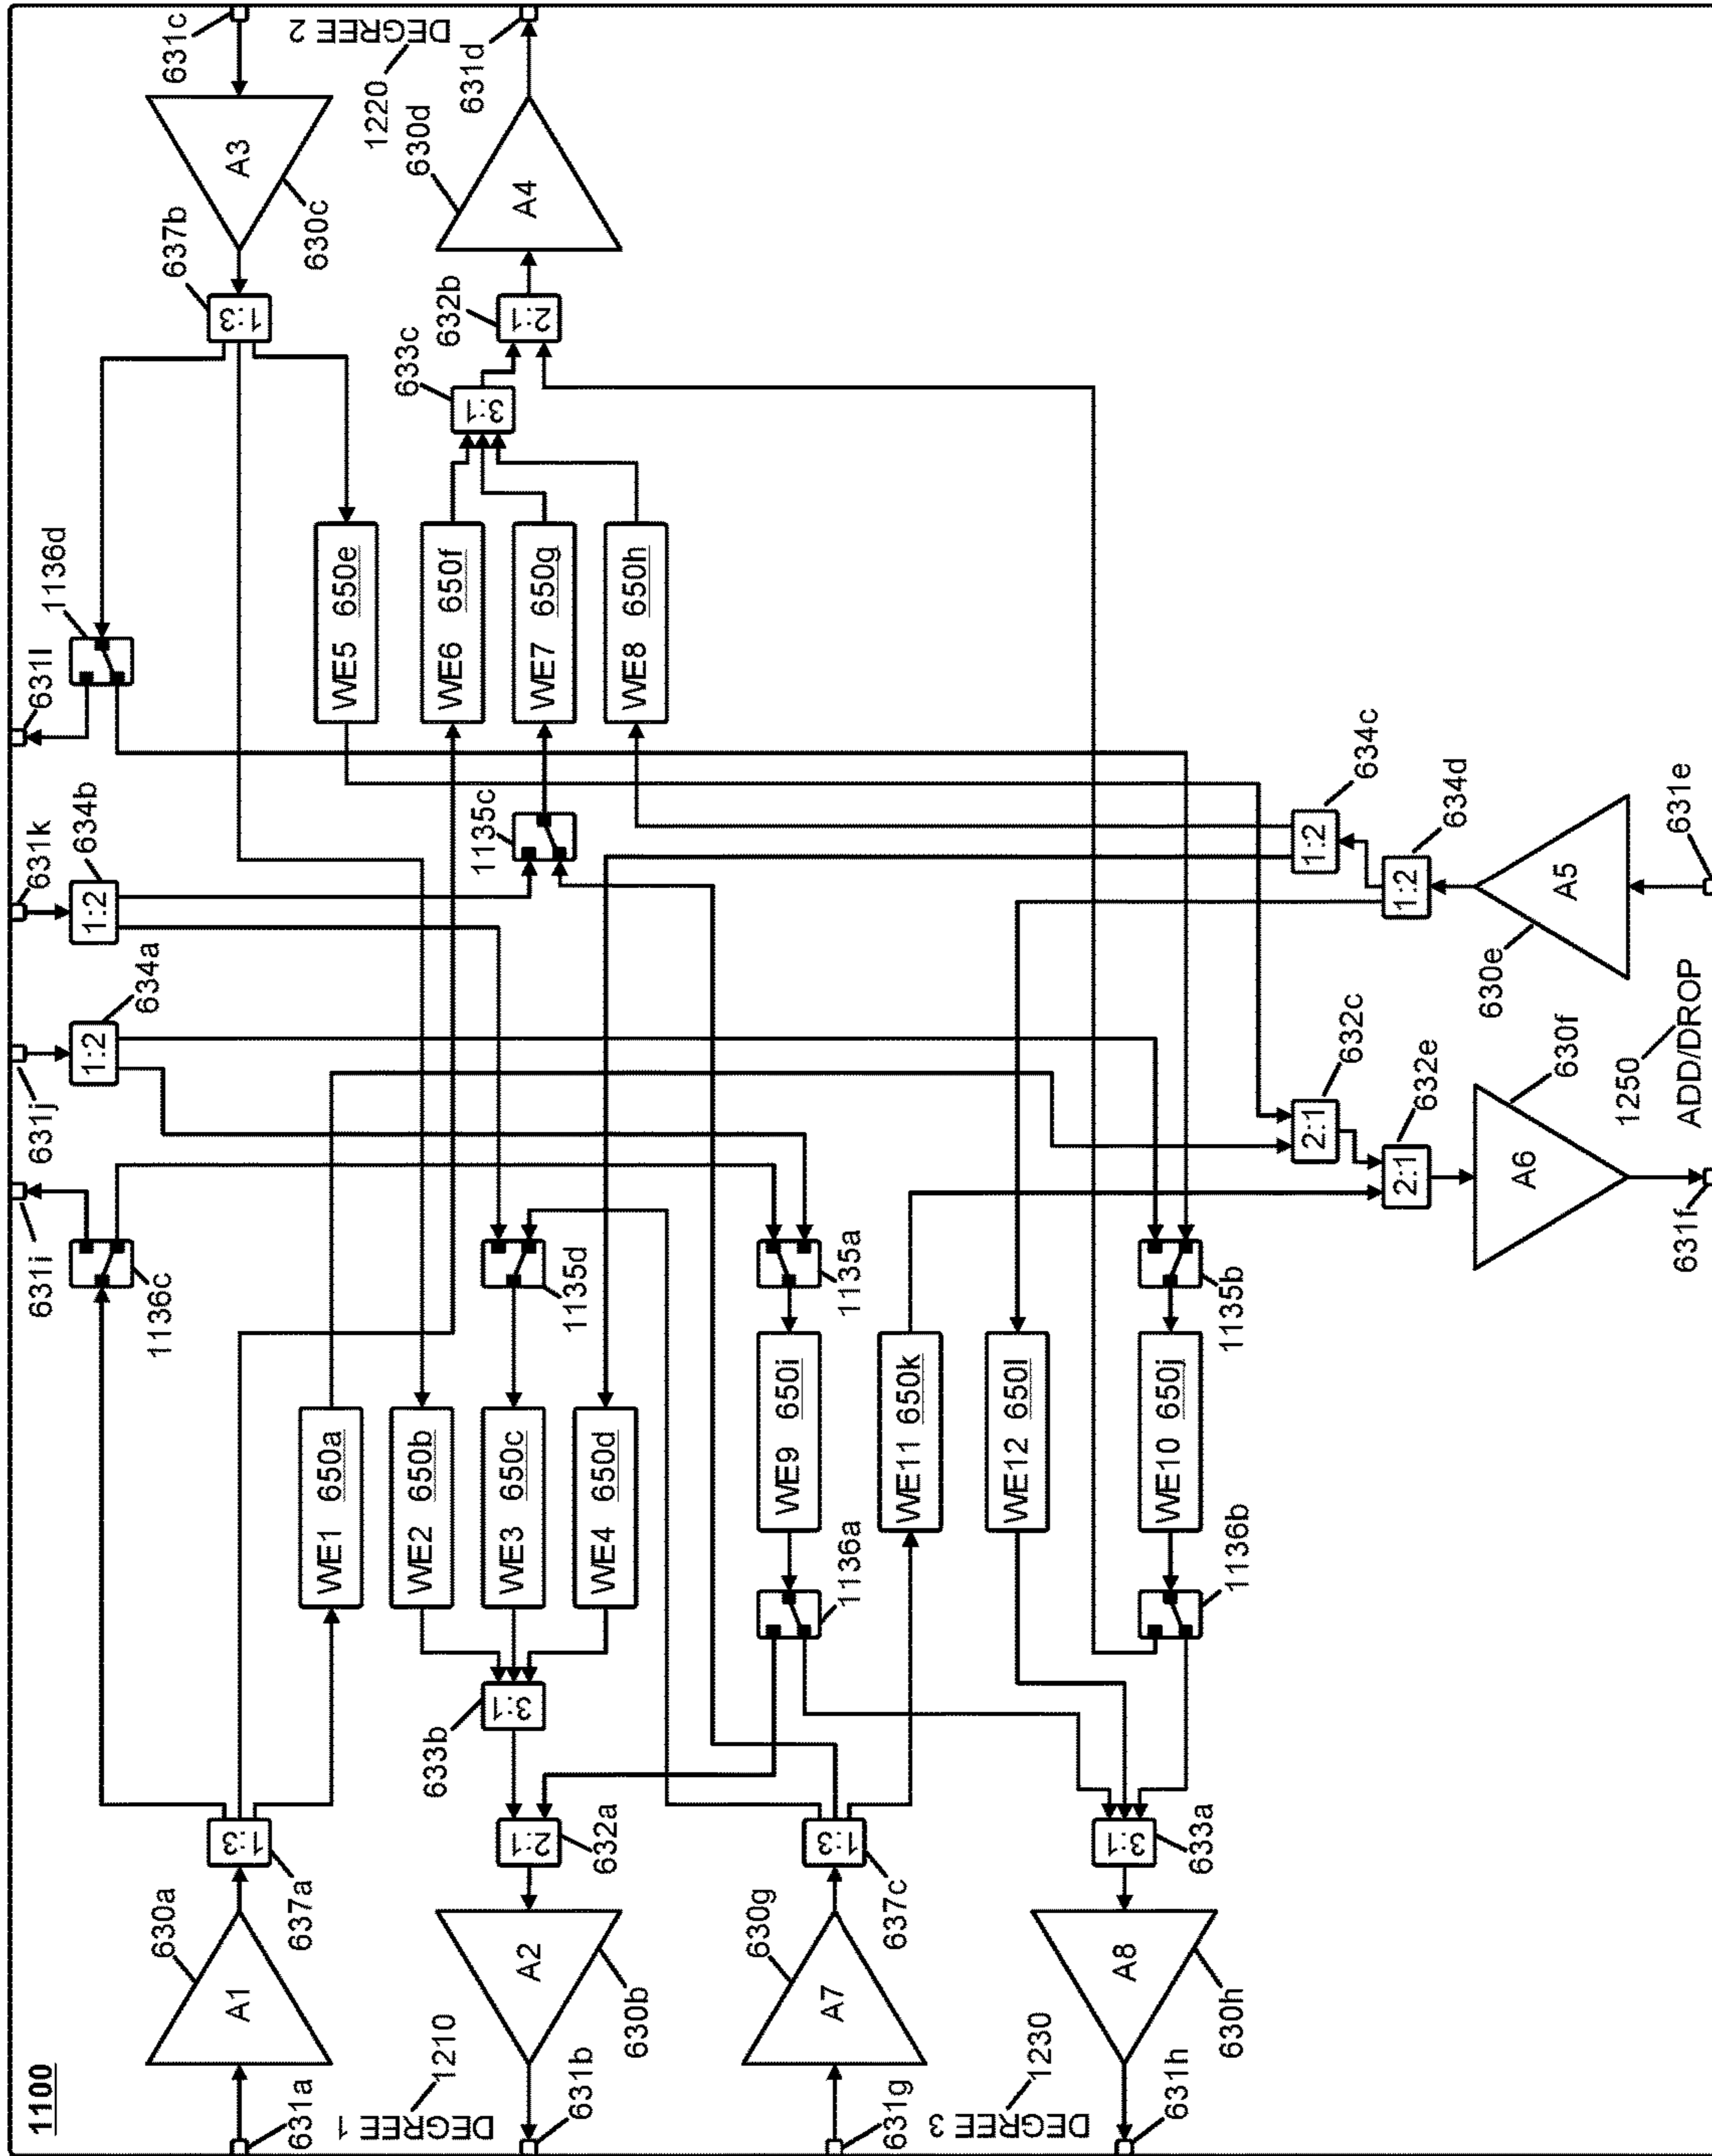 1100
631a
A1
630a
1:3
637a
1136c
631i
631j
1:2
634a
631k
1:2
634b
631l
1136d
1:3
637b
A3
630c
631c
DEGREE 2
1220
DEGREE 1
1210
631b
A2
630b
2:1
632a
3:1
633b
WE1 650a
WE2 650b
WE3 650c
WE4 650d
1135d
1135c
WE5 650e
WE6 650f
WE7 650g
WE8 650h
3:1
633c
2:1
632b
A4
630d
631d
631g
A7
630g
1:3
637c
1136a
WE9 650i
1135a
WE11 650k
WE12 650l
DEGREE 3
1230
631h
A8
630h
3:1
633a
1136b
WE10 650j
1135b
2:1
632c
2:1
632e
A6
630f
631f
1250
ADD/DROP
1:2
634c
1:2
634d
A5
630e
631e